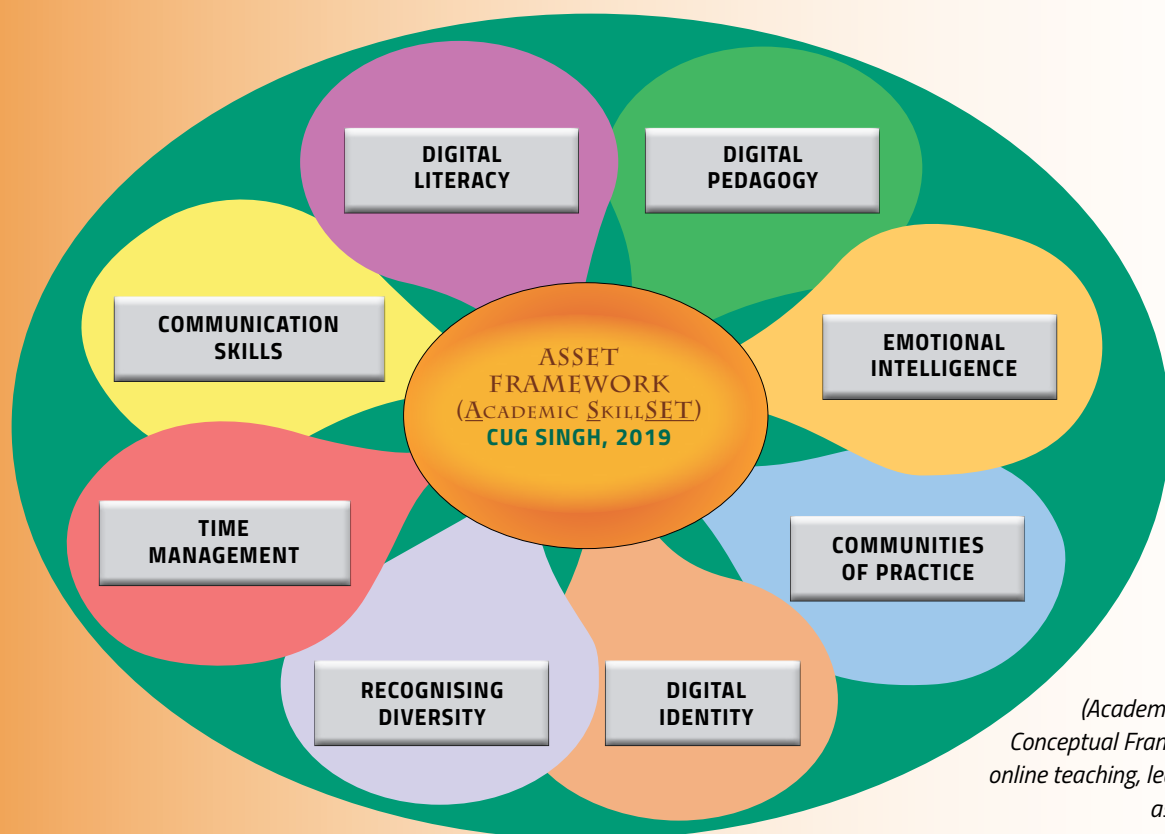 DIGITAL
LITERACY
DIGITAL
PEDAGOGY
COMMUNICATION
SKILLS
EMOTIONAL
INTELLIGENCE
ASSET
FRAMEWORK
(ACADEMIC SKILLSET)
CUG SINGH, 2019
TIME
MANAGEMENT
COMMUNITIES
OF PRACTICE
RECOGNISING
DIVERSITY
DIGITAL
IDENTITY
(Academ
Conceptual Fran
online teaching, le
as